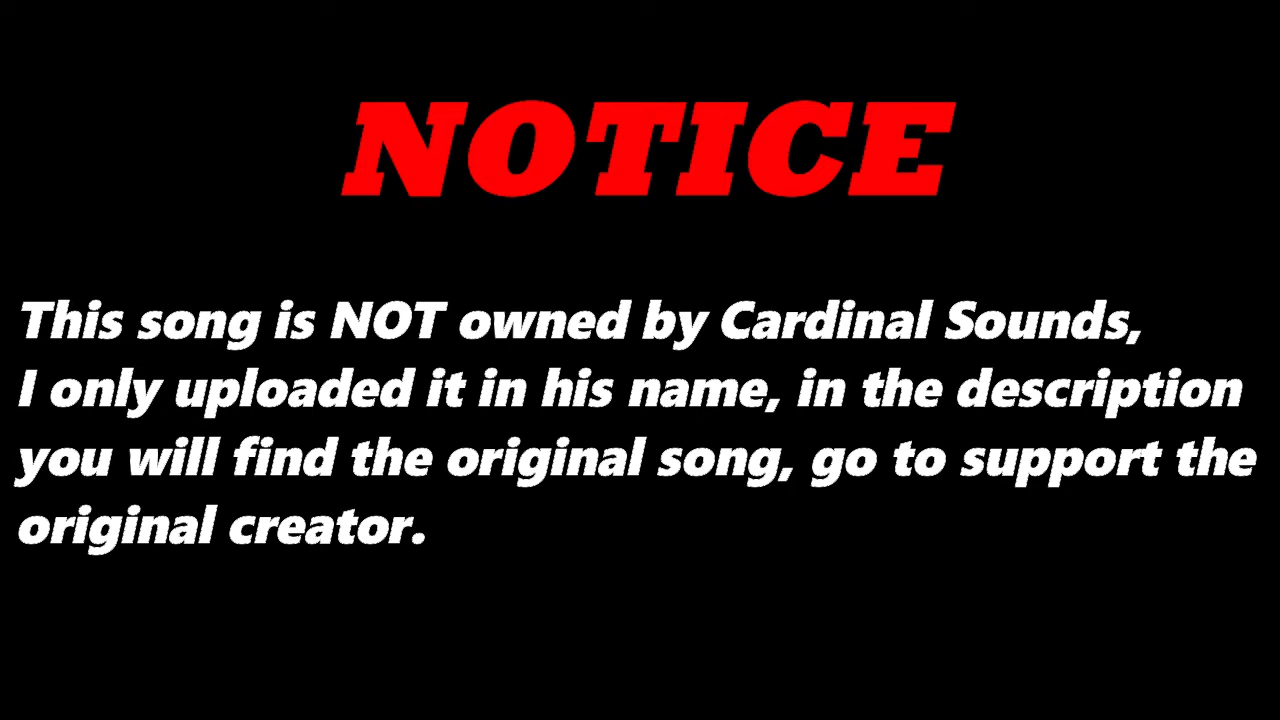 NOTICE
This song is NOT owned by Cardinal Sounds,
I only uploaded it in his name, in the description
you will find the original song, go to support the
original creator.